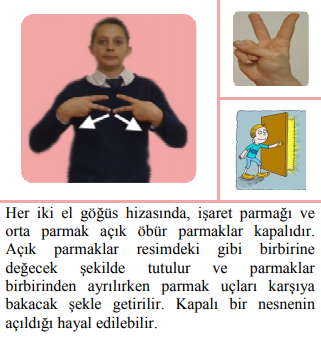 Her iki el göğüs hizasında, işaret parmağı ve
orta parmak açık öbür parmaklar kapalıdır.
Açık parmaklar resimdeki gibi birbirine
değecek şekilde tutulur ve parmaklar
birbirinden ayrılırken parmak uçları karşıya
bakacak şekle getirilir. Kapalı bir nesnenin
açıldığı hayal edilebilir.